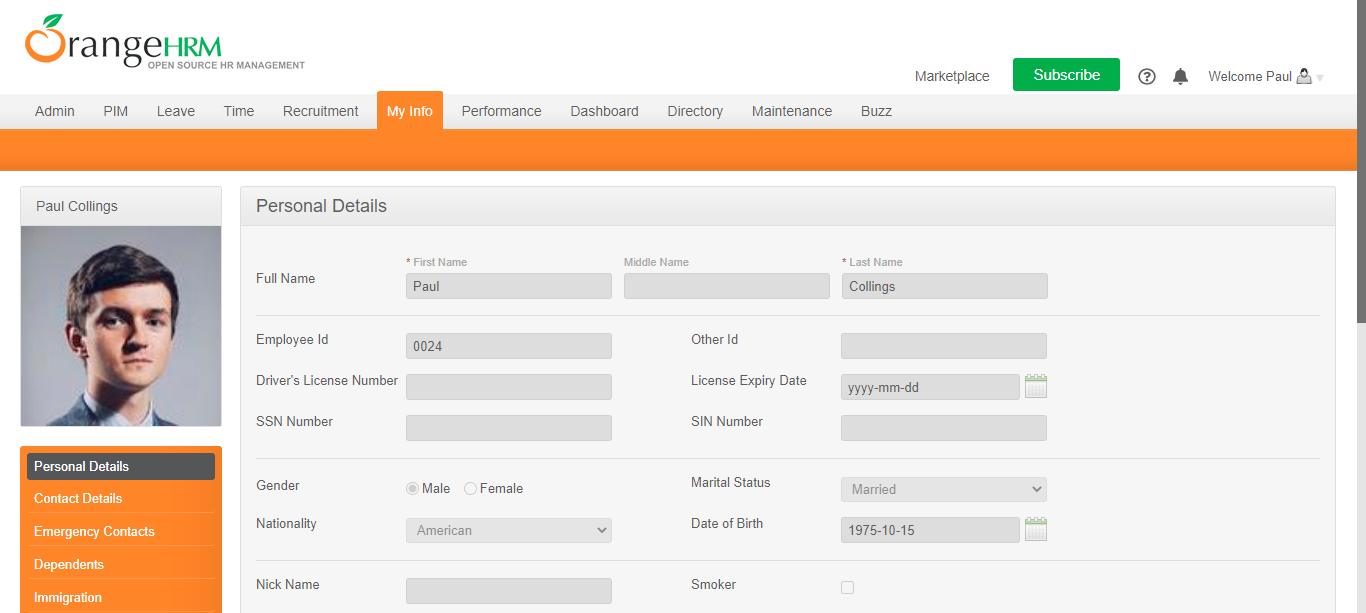 OrangeHRM
OPEN SOURCE HR MANAGEMENT
Marketplace Subscribe ? Welcome Paul
Admin PIM Leave Time Recruitment My Info Performance Dashboard Directory Maintenance Buzz
Paul Collings
Personal Details
* First Name Middle Name * Last Name
Full Name Paul Collings
Employee Id 0024 Other Id
Driver's License Number License Expiry Date yyyy-mm-dd
SSN Number SIN Number
Gender Male Female Marital Status Married
Nationality American Date of Birth 1975-10-15
Nick Name Smoker
Personal Details
Contact Details
Emergency Contacts
Dependents
Immigration